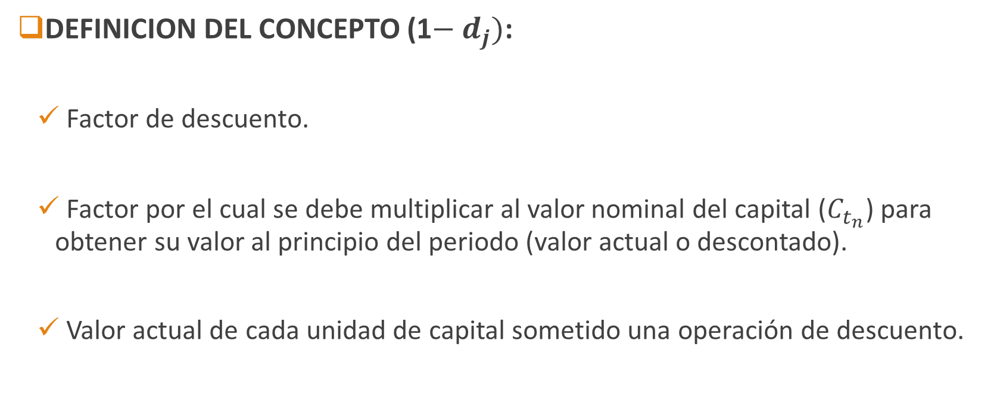 DEFINICION DEL CONCEPTO (1− d_j):
Factor de descuento.
Factor por el cual se debe multiplicar al valor nominal del capital (C_{t_n}) para
obtener su valor al principio del periodo (valor actual o descontado).
Valor actual de cada unidad de capital sometido una operación de descuento.